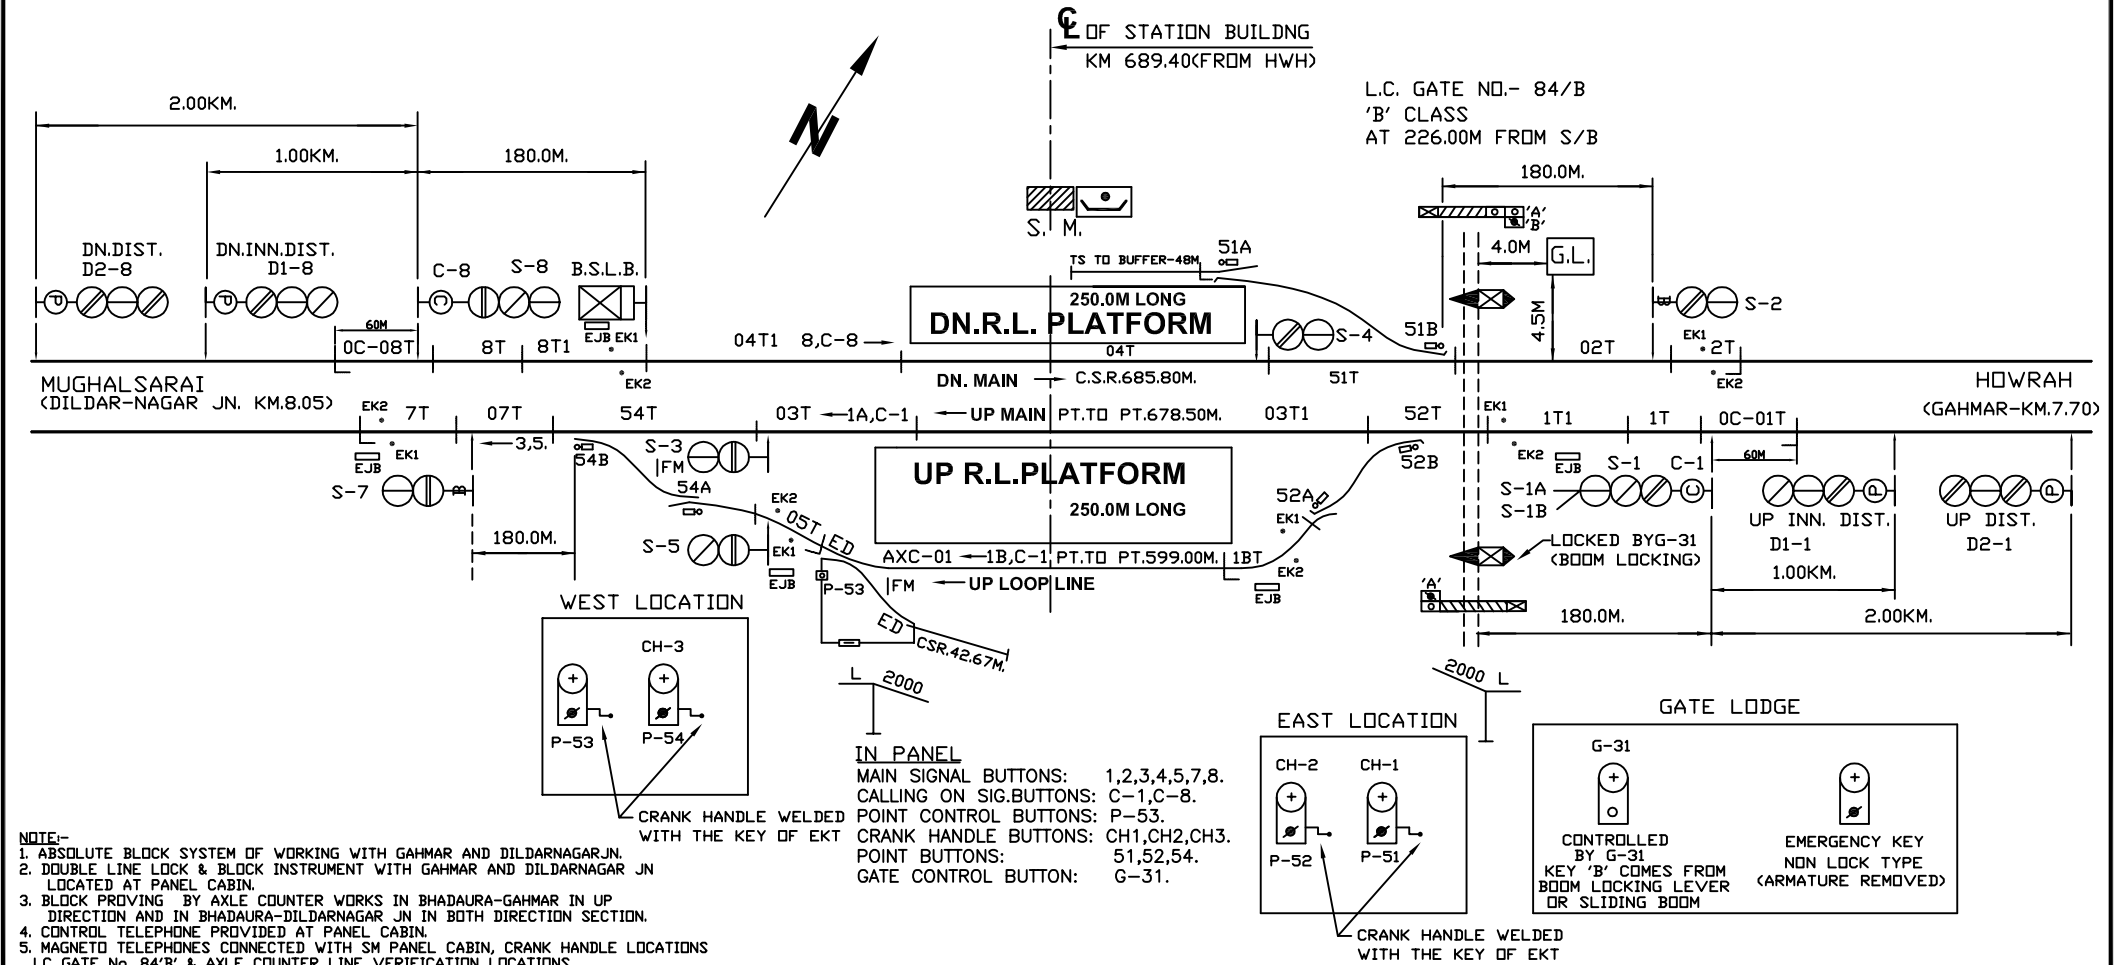 ℄ OF STATION BUILDNG
KM 689.40(FROM HWH)
L.C. GATE NO.- 84/B
'B' CLASS
AT 226.00M FROM S/B
2.00KM.
1.00KM.
180.0M.
N
180.0M.
S. M.
'A'
'B'
4.0M
G.L.
4.5M
DN.DIST.
D2-8
DN.INN.DIST.
D1-8
C-8
S-8
B.S.L.B.
TS TO BUFFER-48M
51A
P
P
C
60M
EJB
EK1
EK2
250.0M LONG
DN.R.L. PLATFORM
S-4
51B
B
S-2
EK1
EK2
0C-08T
8T
8T1
04T1
8,C-8
04T
51T
02T
2T
MUGHALSARAI
(DILDAR-NAGAR JN. KM.8.05)
DN. MAIN
C.S.R.685.80M.
HOWRAH
(GAHMAR-KM.7.70)
EK2
7T
07T
54T
03T
1A,C-1
UP MAIN
PT.TO PT.678.50M.
03T1
52T
EK1
1T1
1T
0C-01T
EJB
EK1
3,5.
54B
S-3
FM
UP R.L.PLATFORM
250.0M LONG
52B
EK2
EJB
S-1
C-1
60M
S-7
B
54A
EK2
52A
EK1
S-1A
S-1B
C
P
P
UP INN. DIST.
D1-1
UP DIST.
D2-1
180.0M.
S-5
EK1
EJB
05T
ED
AXC-01
1B,C-1
PT.TO PT.599.00M.
1BT
EK2
EJB
LOCKED BYG-31
(BOOM LOCKING)
1.00KM.
P-53
FM
UP LOOP LINE
'A'
180.0M.
2.00KM.
ED
CSR.42.67M.
L
2000
2000
L
WEST LOCATION
CH-3
P-53
P-54
CRANK HANDLE WELDED
WITH THE KEY OF EKT
IN PANEL
MAIN SIGNAL BUTTONS: 1,2,3,4,5,7,8.
CALLING ON SIG.BUTTONS: C-1,C-8.
POINT CONTROL BUTTONS: P-53.
CRANK HANDLE BUTTONS: CH1,CH2,CH3.
POINT BUTTONS: 51,52,54.
GATE CONTROL BUTTON: G-31.
EAST LOCATION
CH-2
CH-1
P-52
P-51
CRANK HANDLE WELDED
WITH THE KEY OF EKT
GATE LODGE
G-31
CONTROLLED
BY G-31
KEY 'B' COMES FROM
BOOM LOCKING LEVER
OR SLIDING BOOM
EMERGENCY KEY
NON LOCK TYPE
(ARMATURE REMOVED)
NOTE:-
1. ABSOLUTE BLOCK SYSTEM OF WORKING WITH GAHMAR AND DILDARNAGARJN.
2. DOUBLE LINE LOCK & BLOCK INSTRUMENT WITH GAHMAR AND DILDARNAGAR JN
LOCATED AT PANEL CABIN.
3. BLOCK PROVING BY AXLE COUNTER WORKS IN BHADAURA-GAHMAR IN UP
DIRECTION AND IN BHADAURA-DILDARNAGAR JN IN BOTH DIRECTION SECTION.
4. CONTROL TELEPHONE PROVIDED AT PANEL CABIN.
5. MAGNETO TELEPHONES CONNECTED WITH SM PANEL CABIN, CRANK HANDLE LOCATIONS
LC GATE No. 84'B' & AXLE COUNTER LINE VERIFICATION LOCATIONS